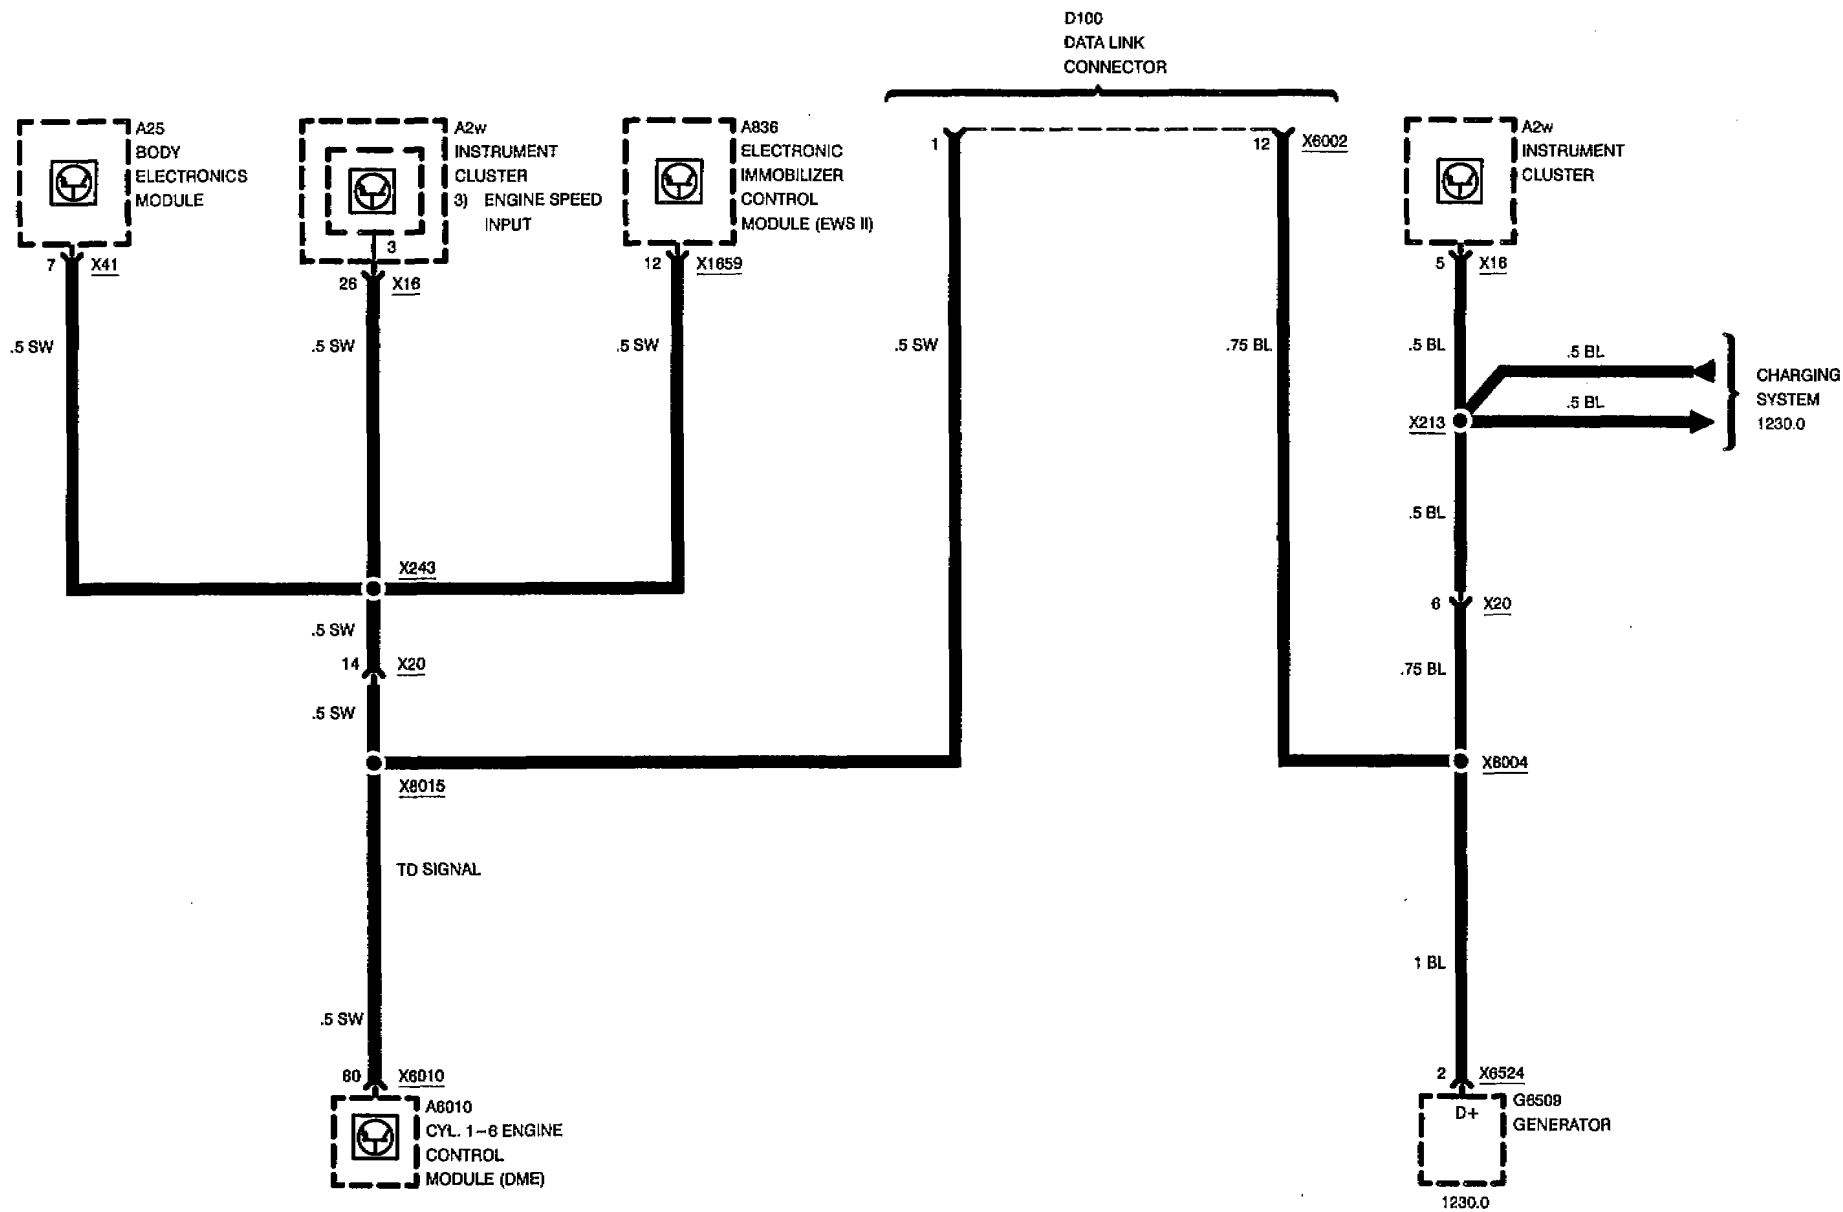 D100
DATA LINK
CONNECTOR
A25
BODY
ELECTRONICS
MODULE
A2w
INSTRUMENT
CLUSTER
3) ENGINE SPEED
INPUT
A836
ELECTRONIC
IMMOBILIZER
CONTROL
MODULE (EWS II)
1
12
X6002
A2w
INSTRUMENT
CLUSTER
3
7
X41
26
X16
12
X1659
5
X16
.5 SW
.5 SW
.5 SW
.5 SW
.75 BL
.5 BL
.5 BL
.5 BL
CHARGING
SYSTEM
1230.0
X213
.5 BL
X243
6
X20
.5 SW
14
X20
.75 BL
.5 SW
X8015
X8004
TD SIGNAL
1 BL
.5 SW
60
X6010
2
X6524
A6010
CYL. 1–6 ENGINE
CONTROL
MODULE (DME)
D+
G6509
GENERATOR
1230.0